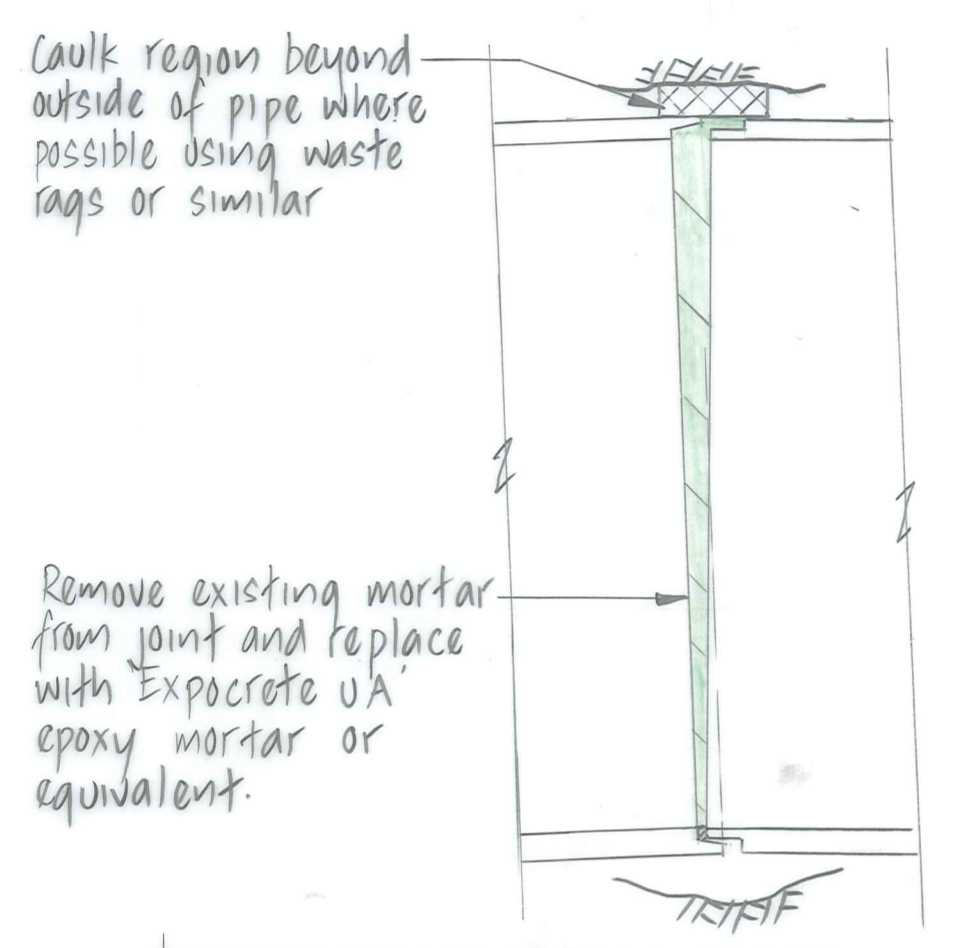 Caulk region beyond
outside of pipe where
possible using waste
rags or similar
Remove existing mortar
from joint and replace
with 'Expocrete UA'
epoxy mortar or
equivalent.